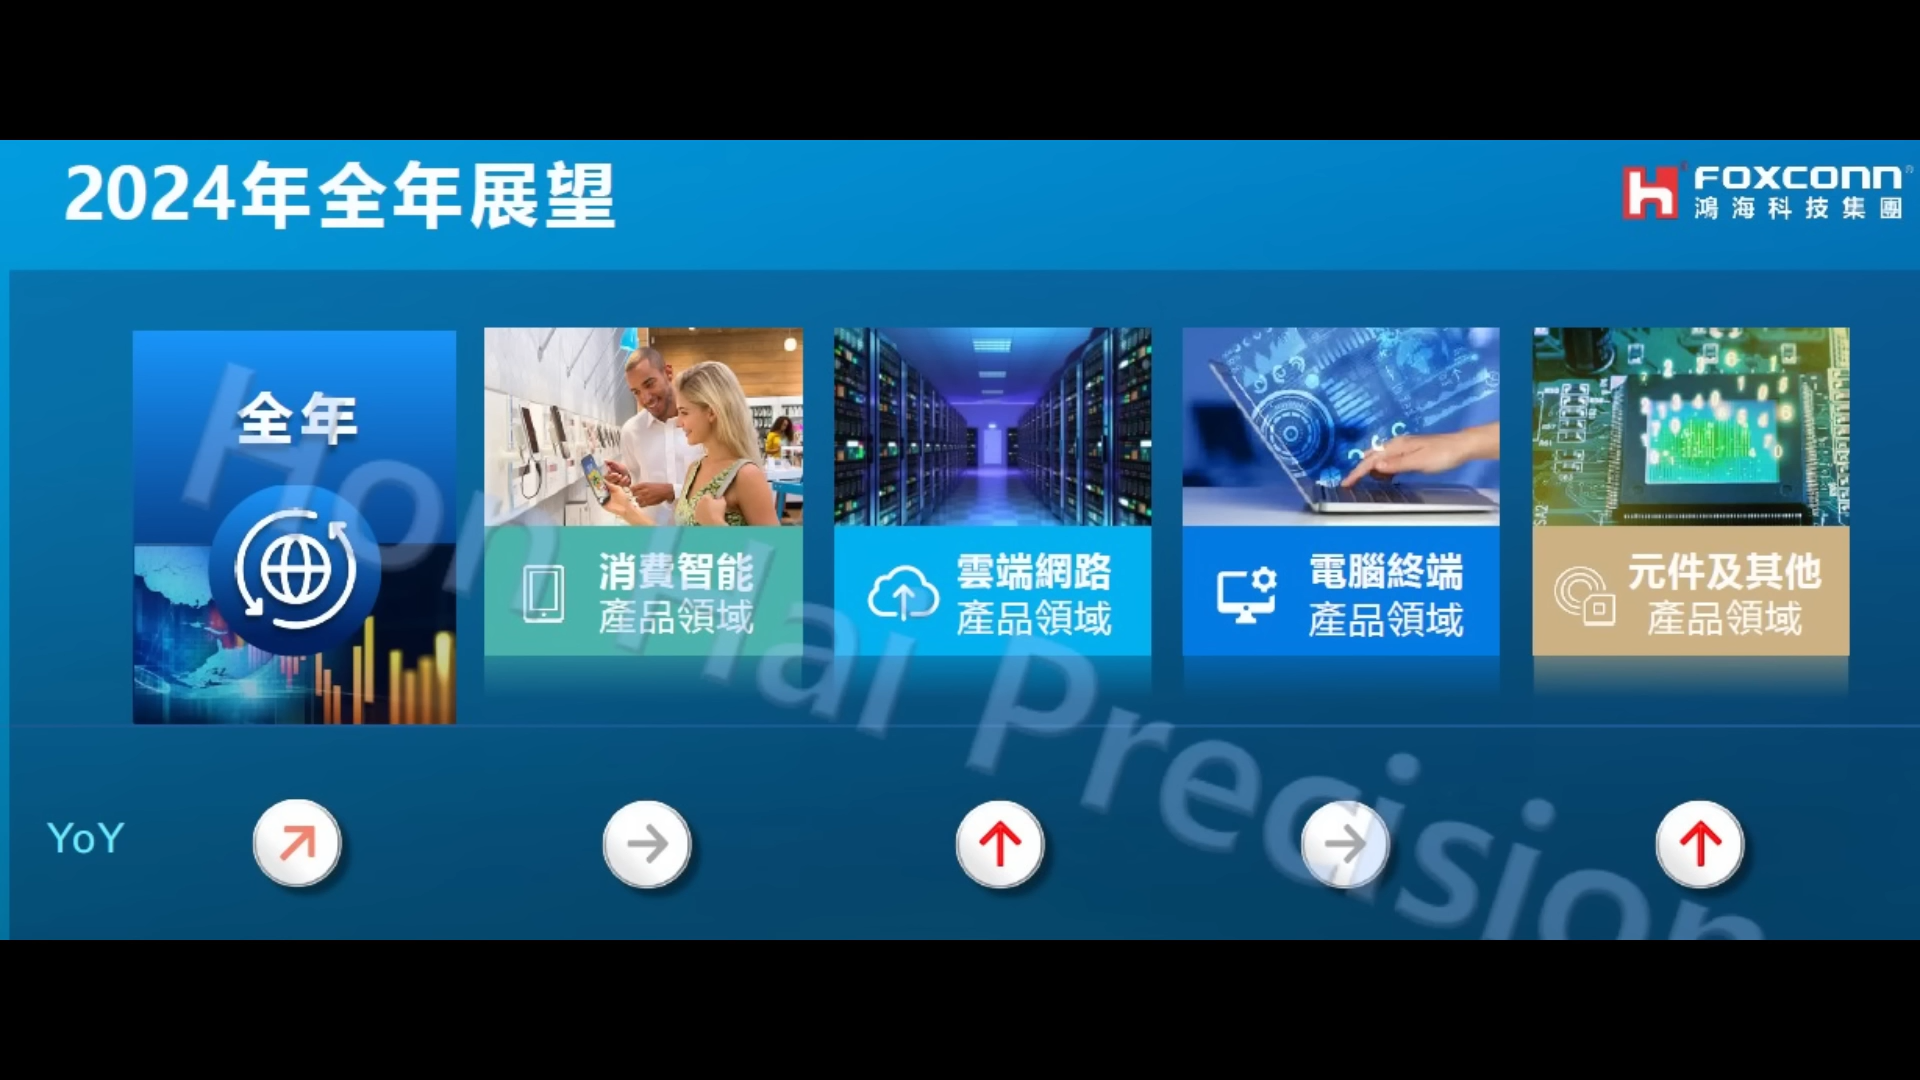 2024年全年展望
FOXCONN®
鴻海科技集團
全年
消費智能
產品領域
雲端網路
產品領域
電腦終端
產品領域
元件及其他
產品領域
YoY
Hon Hai Precision